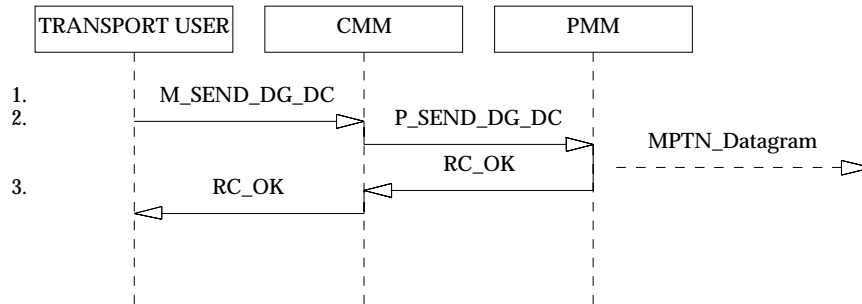 TRANSPORT USER CMM PMM
1. M_SEND_DG_DC
2. P_SEND_DG_DC
MPTN_Datagram
RC_OK
3. RC_OK